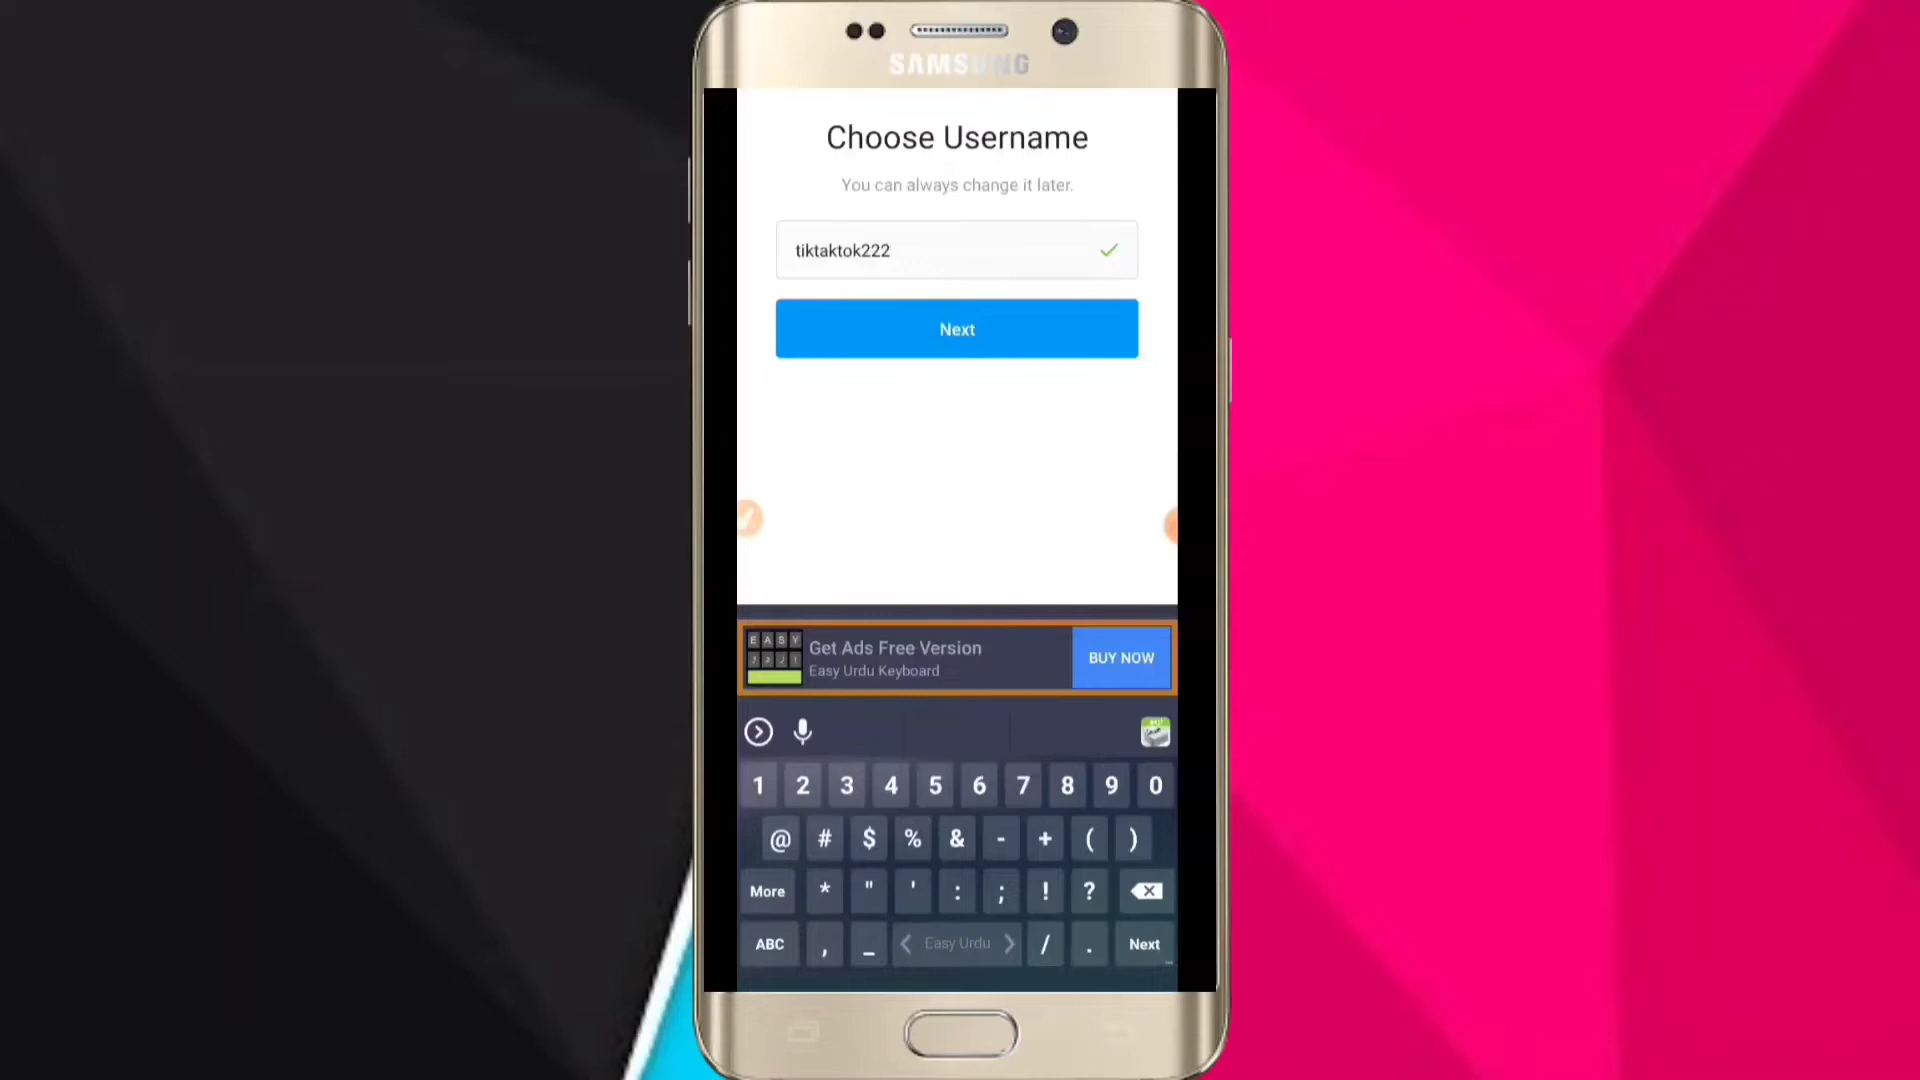 SAMSUNG
Choose Username
You can always change it later.
tiktaktok222
Next
EASY
Get Ads Free Version
Easy Urdu Keyboard
BUY NOW
1 2 3 4 5 6 7 8 9 0
@ # $ % & - + ( )
More * " ' : ; ! ?
ABC , _ Easy Urdu / . Next